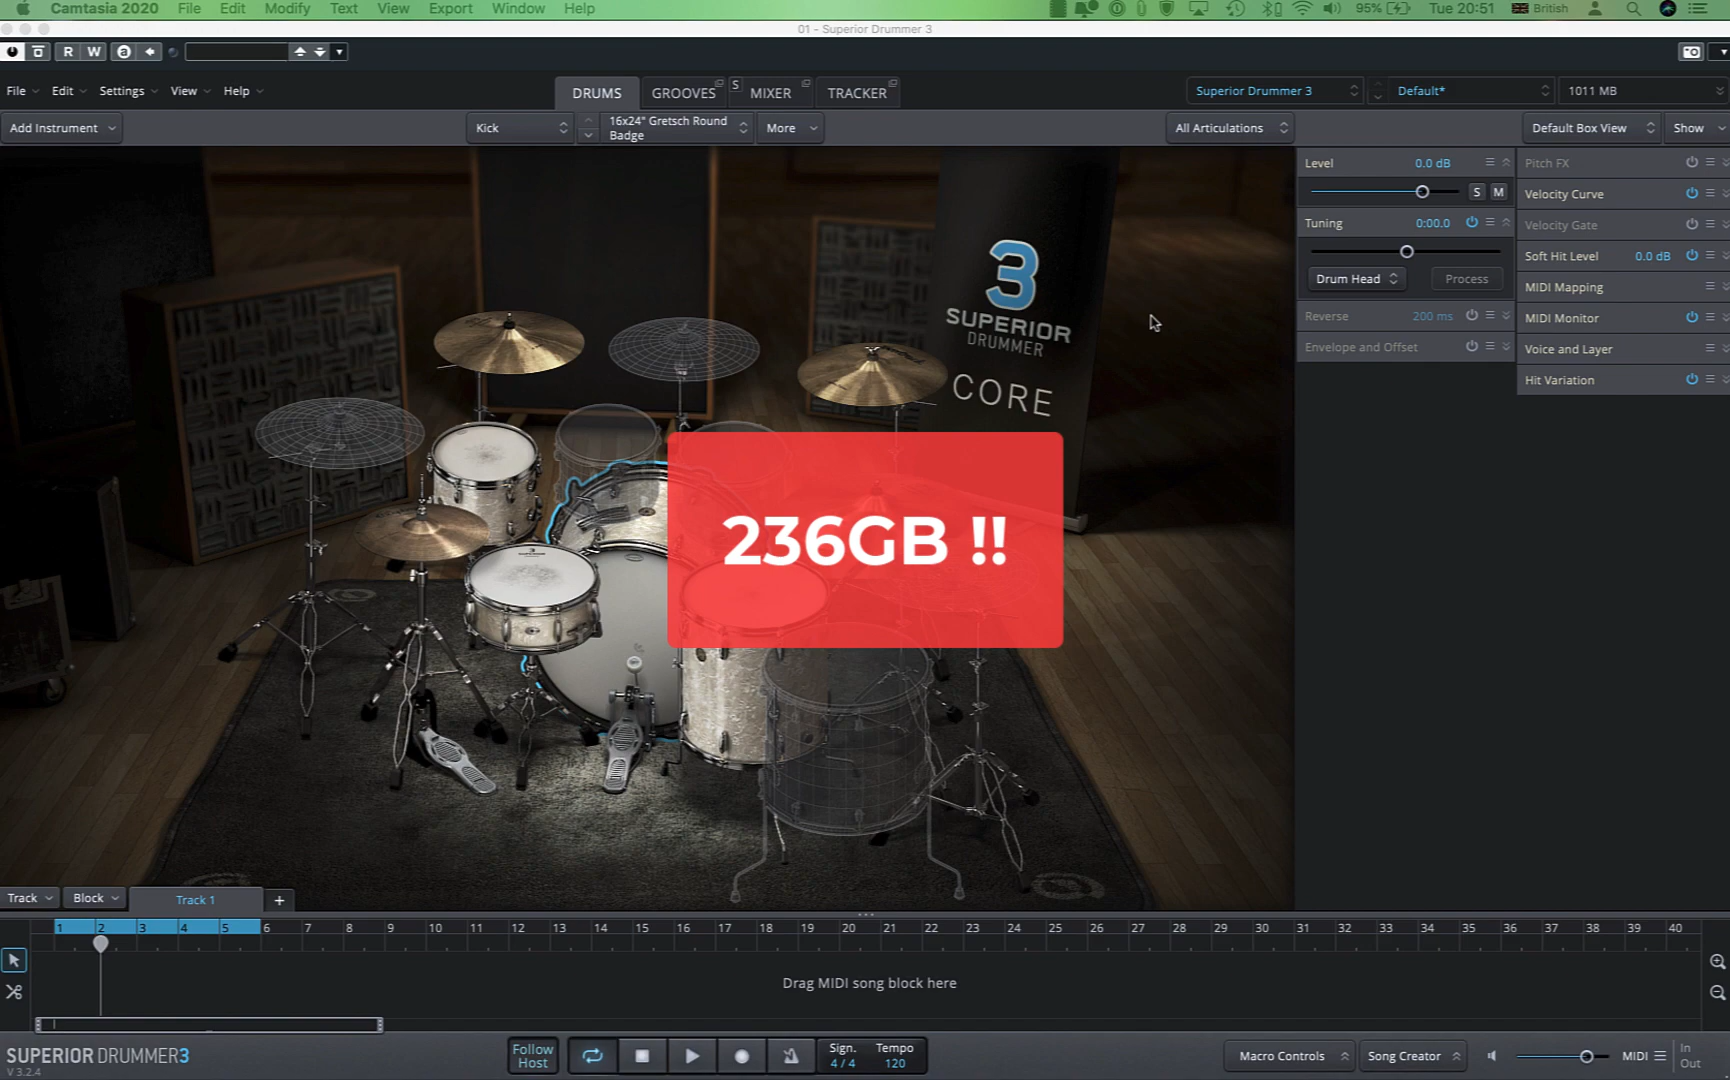 Camtasia 2020 File Edit Modify Text View Export Window Help 95% Tue 20:51 British
01 - Superior Drummer 3
R W a
File Edit Settings View Help DRUMS GROOVES S MIXER TRACKER Superior Drummer 3 Default* 1011 MB
Add Instrument Kick 16x24" Gretsch Round Badge More All Articulations Default Box View Show
Level 0.0 dB
S M
Tuning 0:00.0
Drum Head Process
Reverse 200 ms
Envelope and Offset
Pitch FX
Velocity Curve
Velocity Gate
Soft Hit Level 0.0 dB
MIDI Mapping
MIDI Monitor
Voice and Layer
Hit Variation
3
SUPERIOR
DRUMMER
CORE
236GB !!
Track Block Track 1 +
1 2 3 4 5 6 7 8 9 10 11 12 13 14 15 16 17 18 19 20 21 22 23 24 25 26 27 28 29 30 31 32 33 34 35 36 37 38 39 40
Drag MIDI song block here
SUPERIOR DRUMMER3
V 3.2.4
Follow Host
Sign. 4/4
Tempo 120
Macro Controls Song Creator MIDI In Out